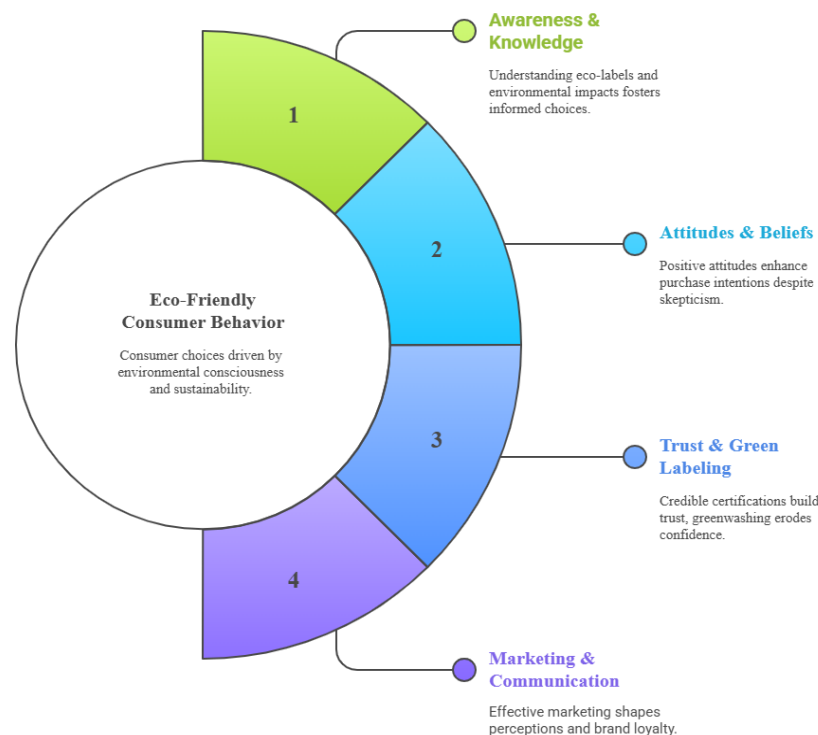 Awareness &
Knowledge
Understanding eco-labels and
environmental impacts fosters
informed choices.
1
2
Attitudes & Beliefs
Positive attitudes enhance
purchase intentions despite
skepticism.
Eco-Friendly
Consumer Behavior
Consumer choices driven by
environmental consciousness
and sustainability.
3
Trust & Green
Labeling
Credible certifications build
trust, greenwashing erodes
confidence.
4
Marketing &
Communication
Effective marketing shapes
perceptions and brand loyalty.